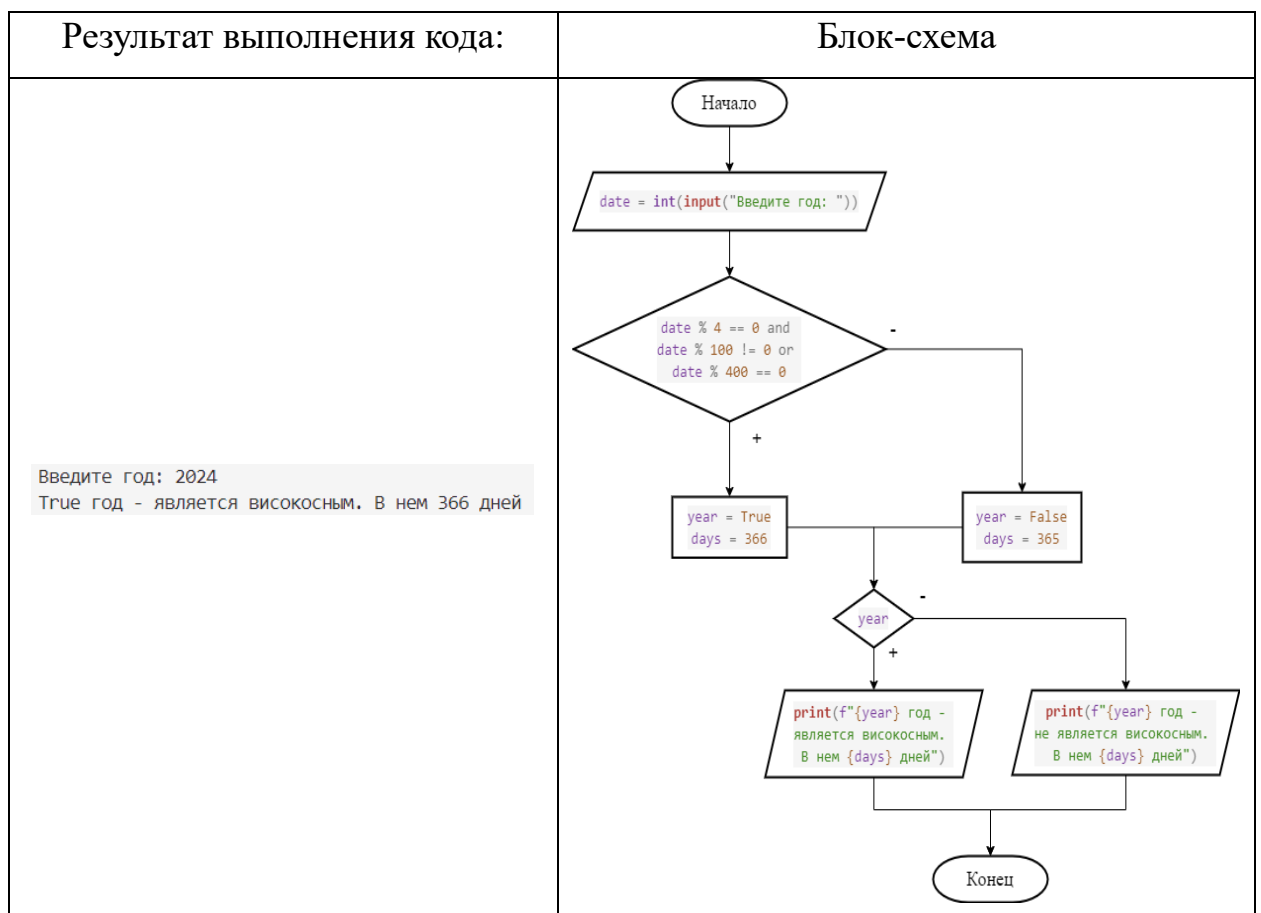 Результат выполнения кода:
Блок-схема
Введите год: 2024
True год - является високосным. В нем 366 дней
Начало
date = int(input("Введите год: "))
date % 4 == 0 and
date % 100 != 0 or
date % 400 == 0
-
+
year = True
days = 366
year = False
days = 365
year
-
+
print(f"{year} год -
является високосным.
В нем {days} дней")
print(f"{year} год -
не является високосным.
В нем {days} дней")
Конец